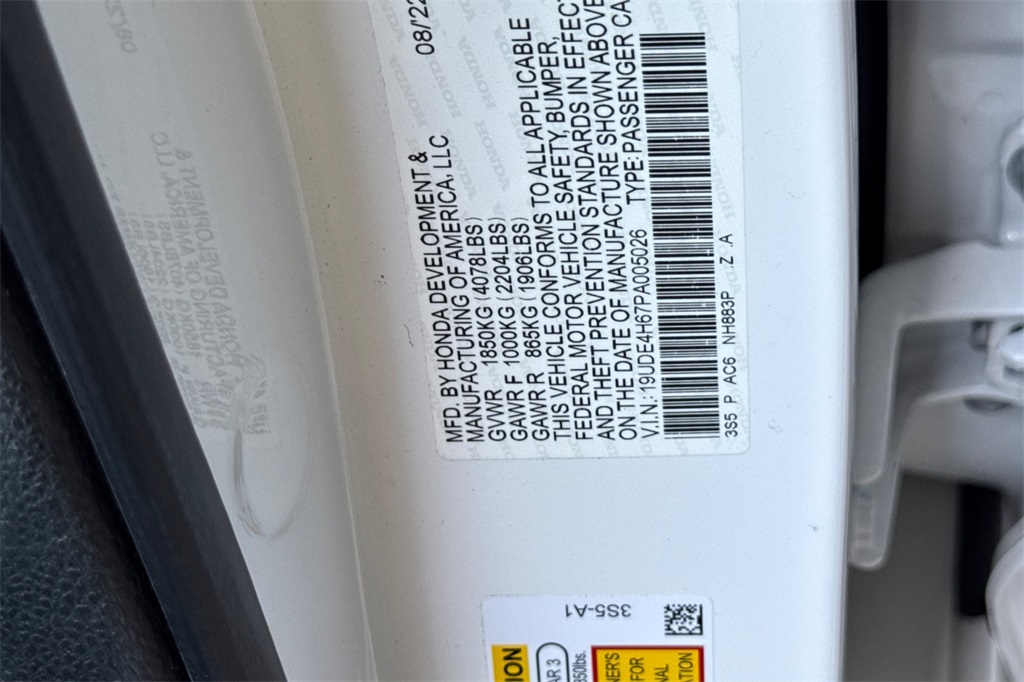 MFD. BY HONDA DEVELOPMENT & 08/22
MANUFACTURING OF AMERICA, LLC
GVWR 1850KG (4078LBS)
GAWR F 1000KG (2204LBS)
GAWR R 865KG (1906LBS)
THIS VEHICLE CONFORMS TO ALL APPLICABLE
FEDERAL MOTOR VEHICLE SAFETY, BUMPER,
AND THEFT PREVENTION STANDARDS IN EFFECT
ON THE DATE OF MANUFACTURE SHOWN ABOVE
V.I.N.: 19UDE4H67PA005026 TYPE: PASSENGER CA
3S5 P AC6 NH883P Z A
3S5-A1